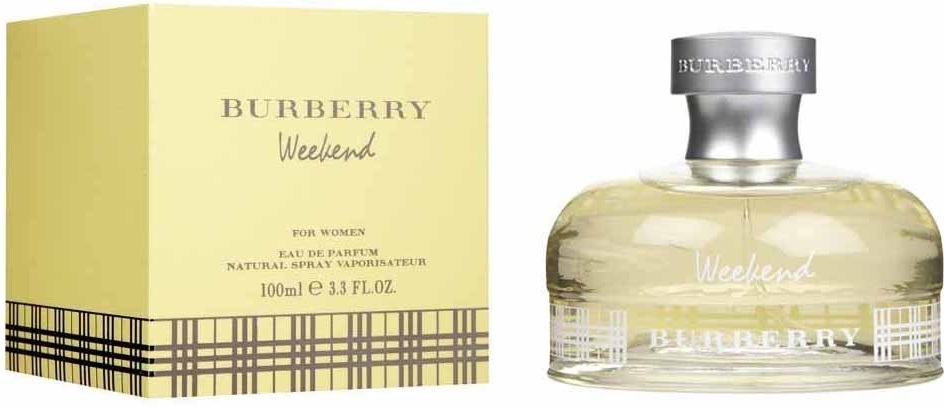 BURBERRY
Weekend
FOR WOMEN
EAU DE PARFUM
NATURAL SPRAY VAPORISATEUR
100ml ℮ 3.3 FL.OZ.
BURBERRY
Weekend
BURBERRY